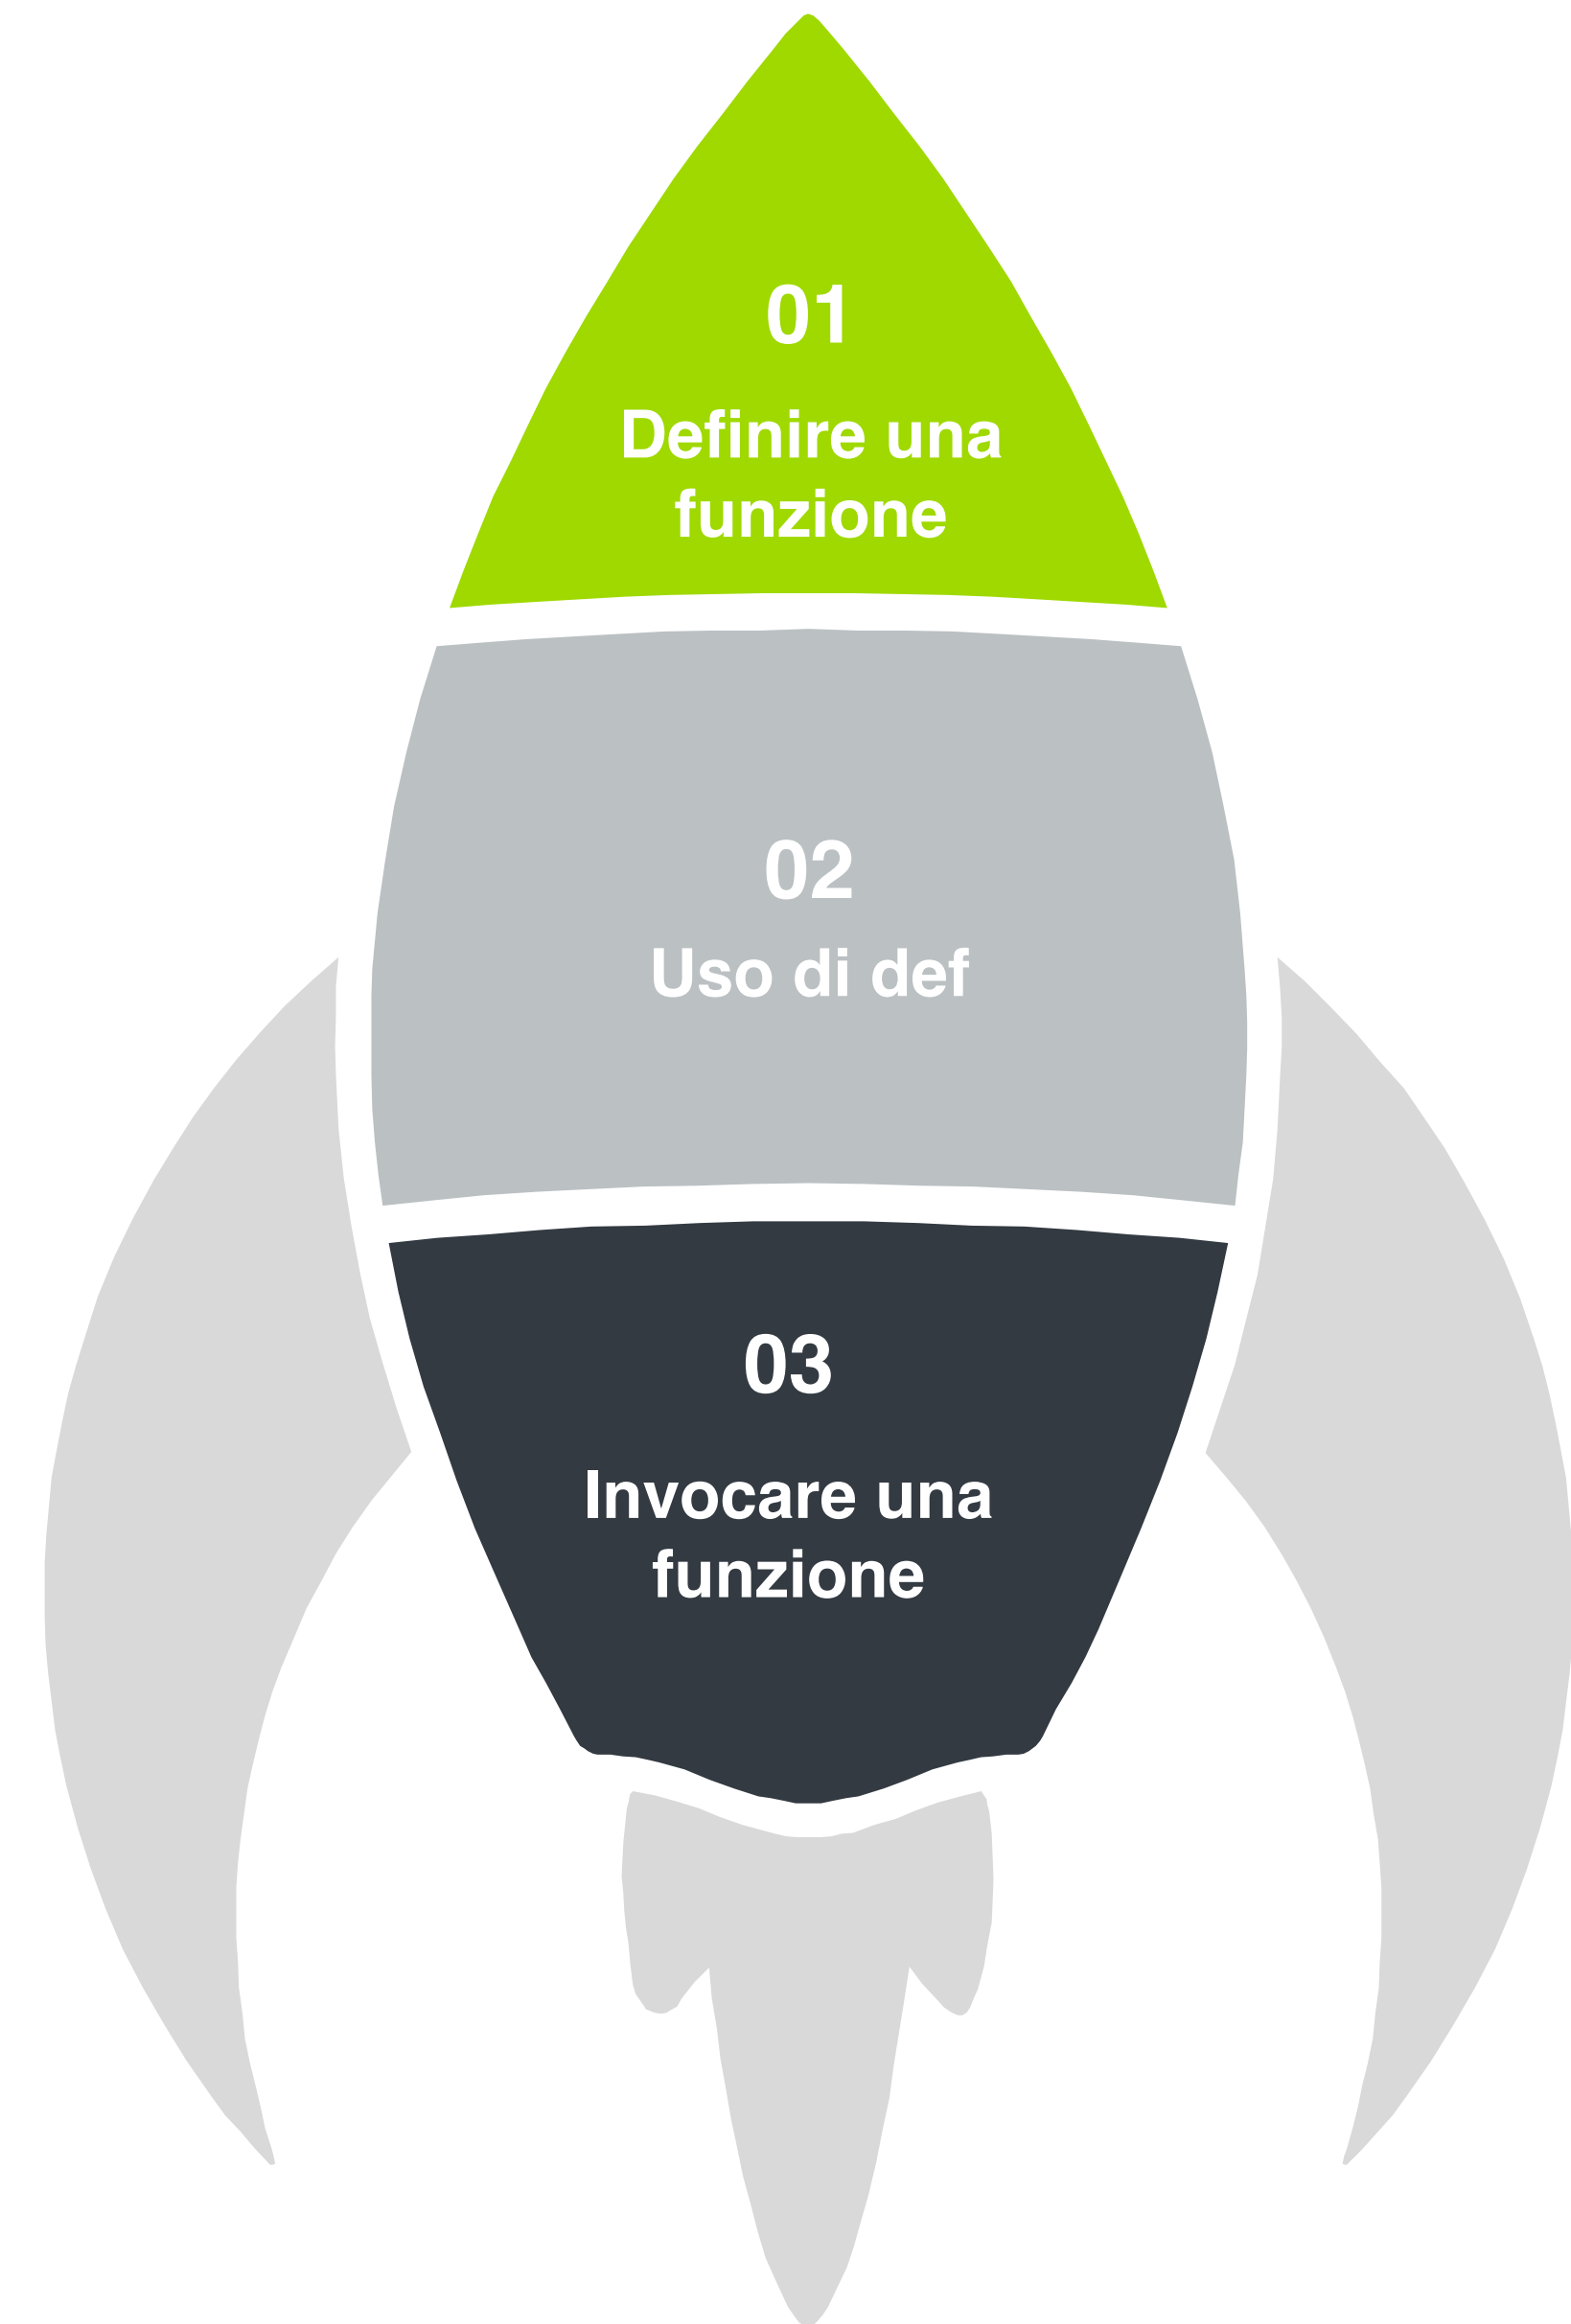 01
Definire una
funzione
02
Uso di def
03
Invocare una
funzione